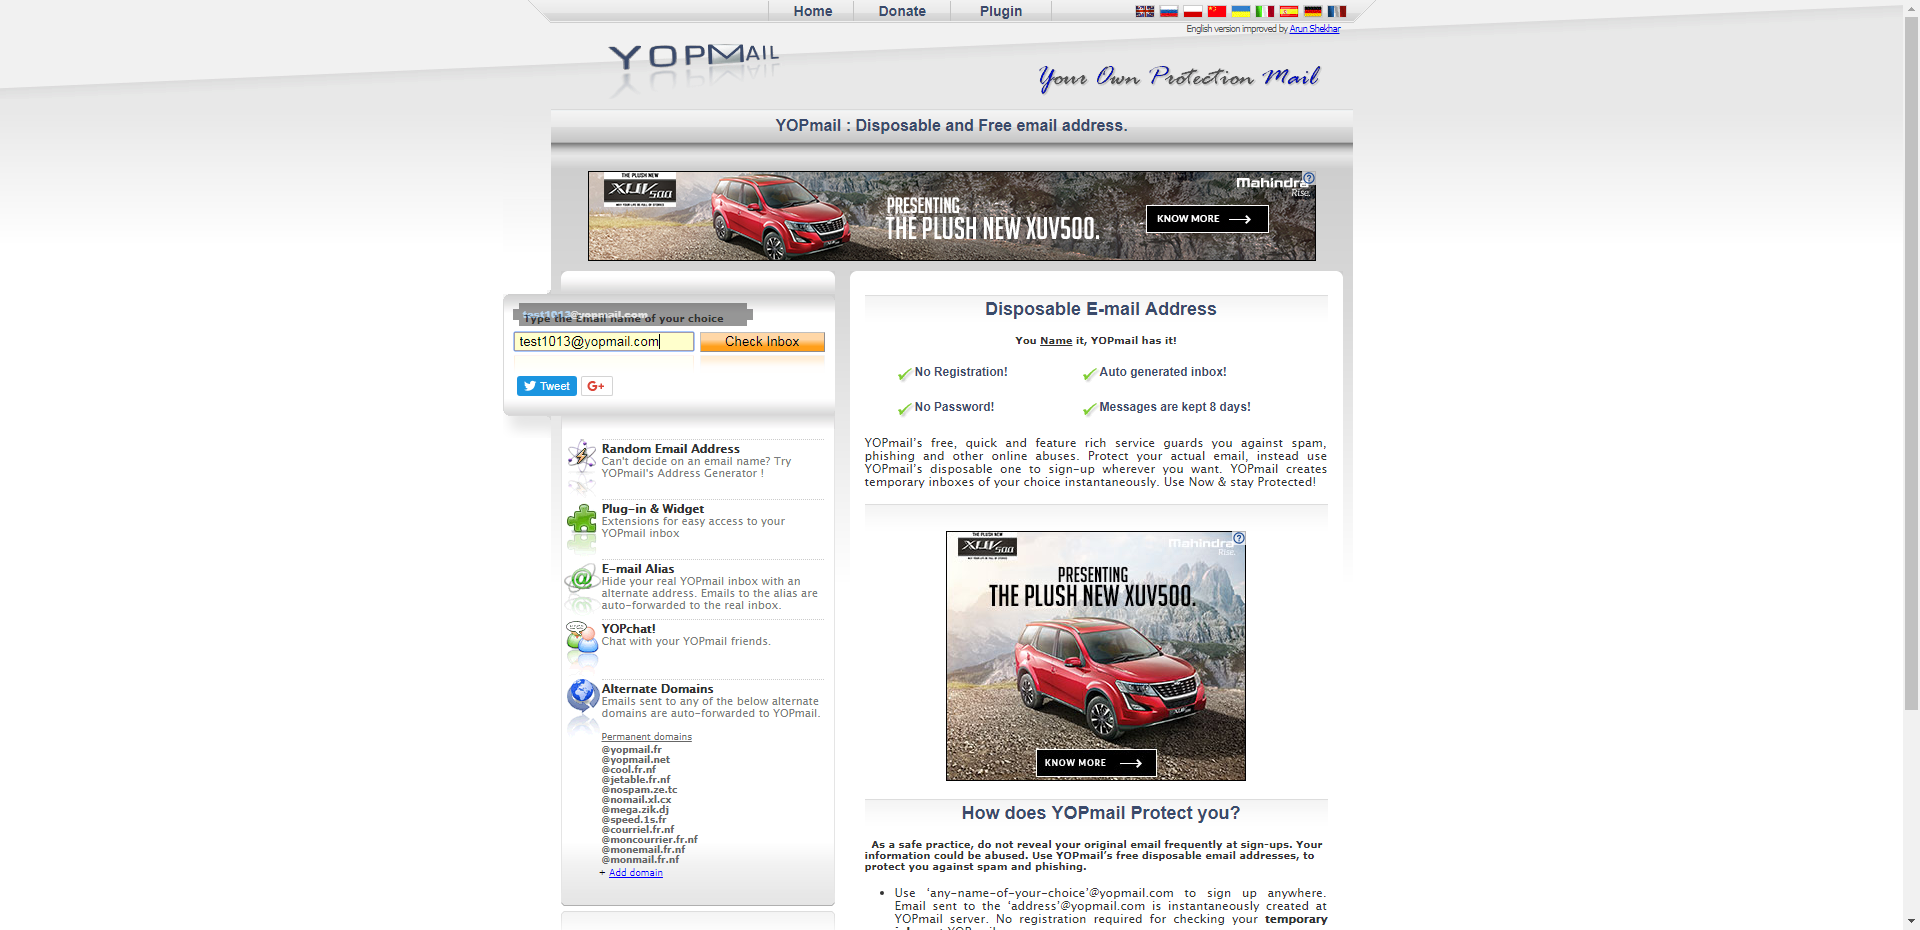 Home
Donate
Plugin
English version improved by Arun Shekhar
YOPMAIL
Your Own Protection Mail
YOPmail : Disposable and Free email address.
THE PLUSH NEW
XUV500
Mahindra
Rise.
PRESENTING
THE PLUSH NEW XUV500.
KNOW MORE
test1013@yopmail.com
Type the Email name of your choice
test1013@yopmail.com
Check Inbox
Tweet
G+
Random Email Address
Can't decide on an email name? Try
YOPmail's Address Generator !
Plug-in & Widget
Extensions for easy access to your
YOPmail inbox
E-mail Alias
Hide your real YOPmail inbox with an
alternate address. Emails to the alias are
auto-forwarded to the real inbox.
YOPchat!
Chat with your YOPmail friends.
Alternate Domains
Emails sent to any of the below alternate
domains are auto-forwarded to YOPmail.
Permanent domains
@yopmail.fr
@yopmail.net
@cool.fr.nf
@jetable.fr.nf
@nospam.ze.tc
@nomail.xl.cx
@mega.zik.dj
@speed.1s.fr
@courriel.fr.nf
@moncourrier.fr.nf
@monemail.fr.nf
@monmail.fr.nf
+ Add domain
Disposable E-mail Address
You Name it, YOPmail has it!
No Registration!
Auto generated inbox!
No Password!
Messages are kept 8 days!
YOPmail’s free, quick and feature rich service guards you against spam,
phishing and other online abuses. Protect your actual email, instead use
YOPmail’s disposable one to sign-up wherever you want. YOPmail creates
temporary inboxes of your choice instantaneously. Use Now & stay Protected!
THE PLUSH NEW
XUV500
Mahindra
Rise.
PRESENTING
THE PLUSH NEW XUV500.
KNOW MORE
How does YOPmail Protect you?
As a safe practice, do not reveal your original email frequently at sign-ups. Your
information could be abused. Use YOPmail’s free disposable email addresses, to
protect you against spam and phishing.
• Use ‘any-name-of-your-choice’@yopmail.com to sign up anywhere.
Email sent to the ‘address’@yopmail.com is instantaneously created at
YOPmail server. No registration required for checking your temporary